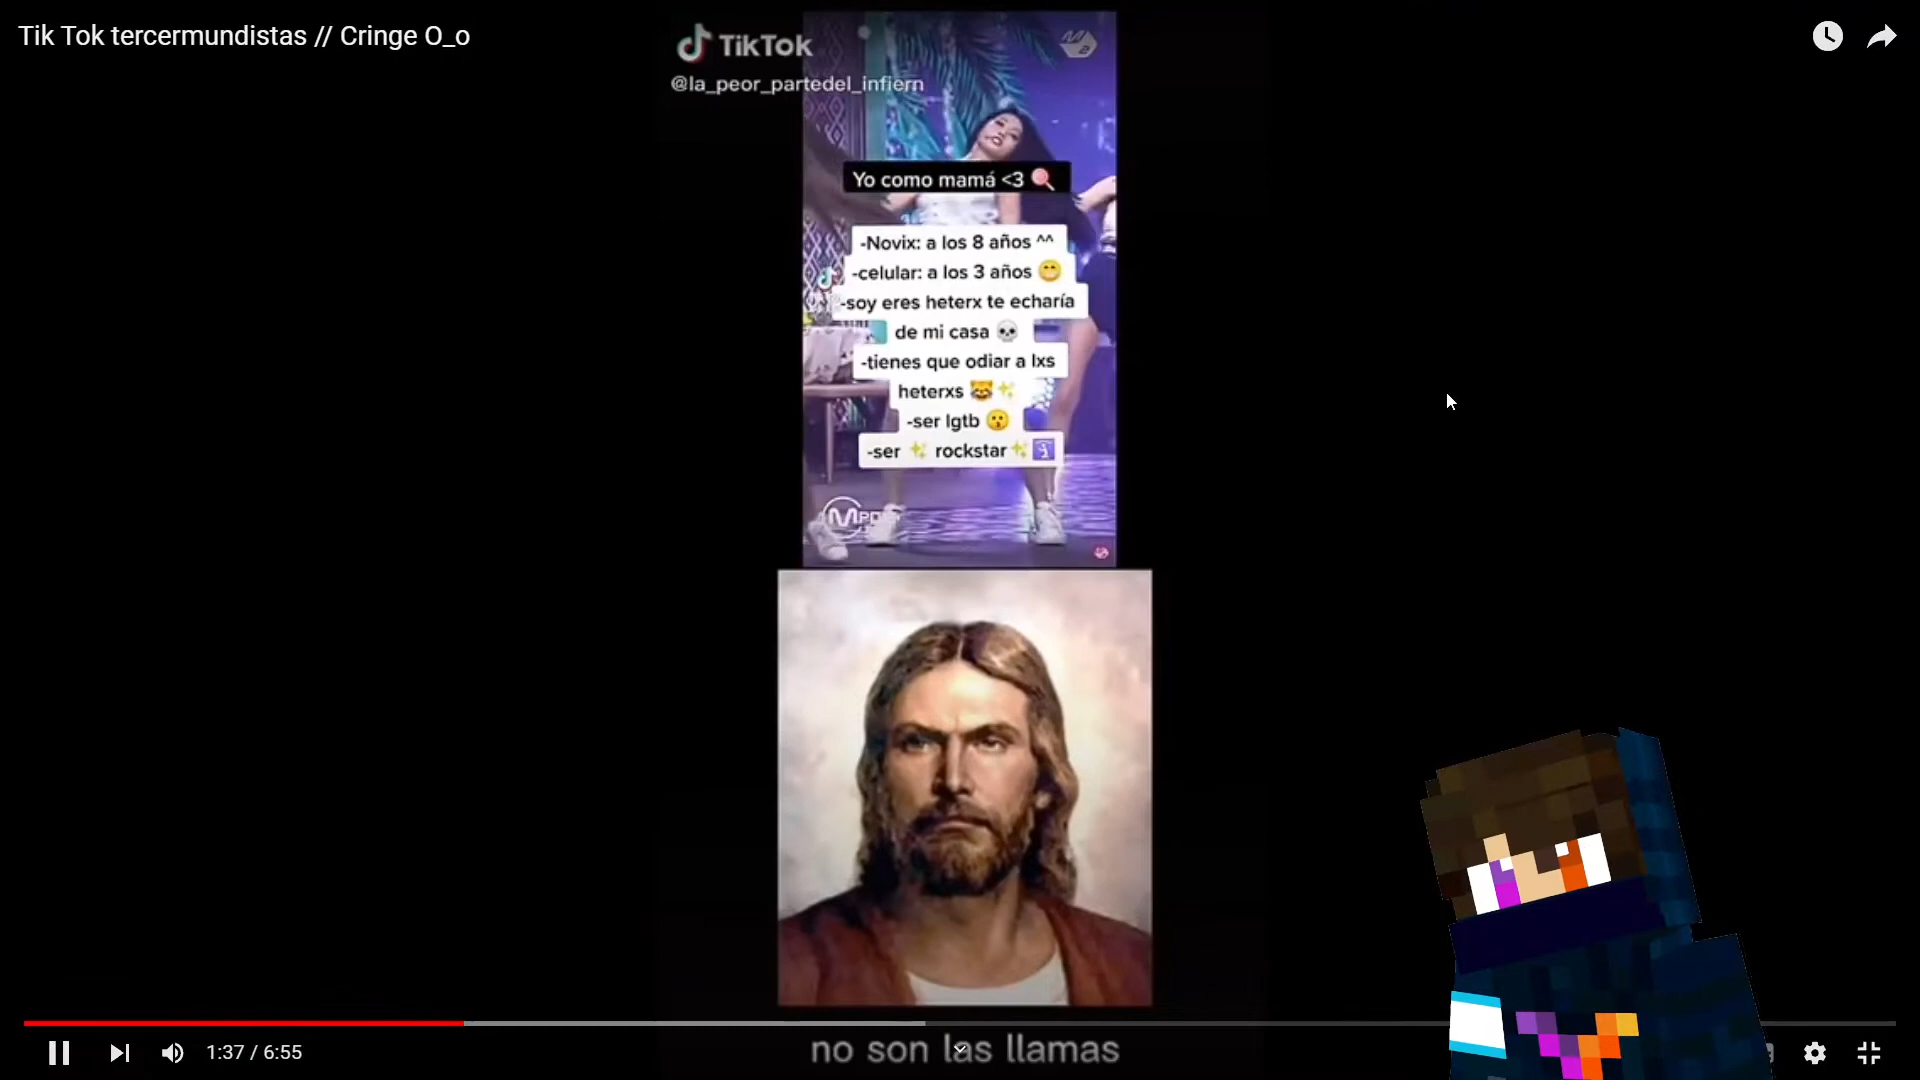 Tik Tok tercermundistas // Cringe O_o
TikTok
@la_peor_partedel_infiern
Yo como mamá <3
-Novix: a los 8 años ^^
-celular: a los 3 años
-soy eres heterx te echaría
de mi casa
-tienes que odiar a lxs
heterxs
-ser lgtb
-ser ✨ rockstar✨
no son las llamas
1:37 / 6:55